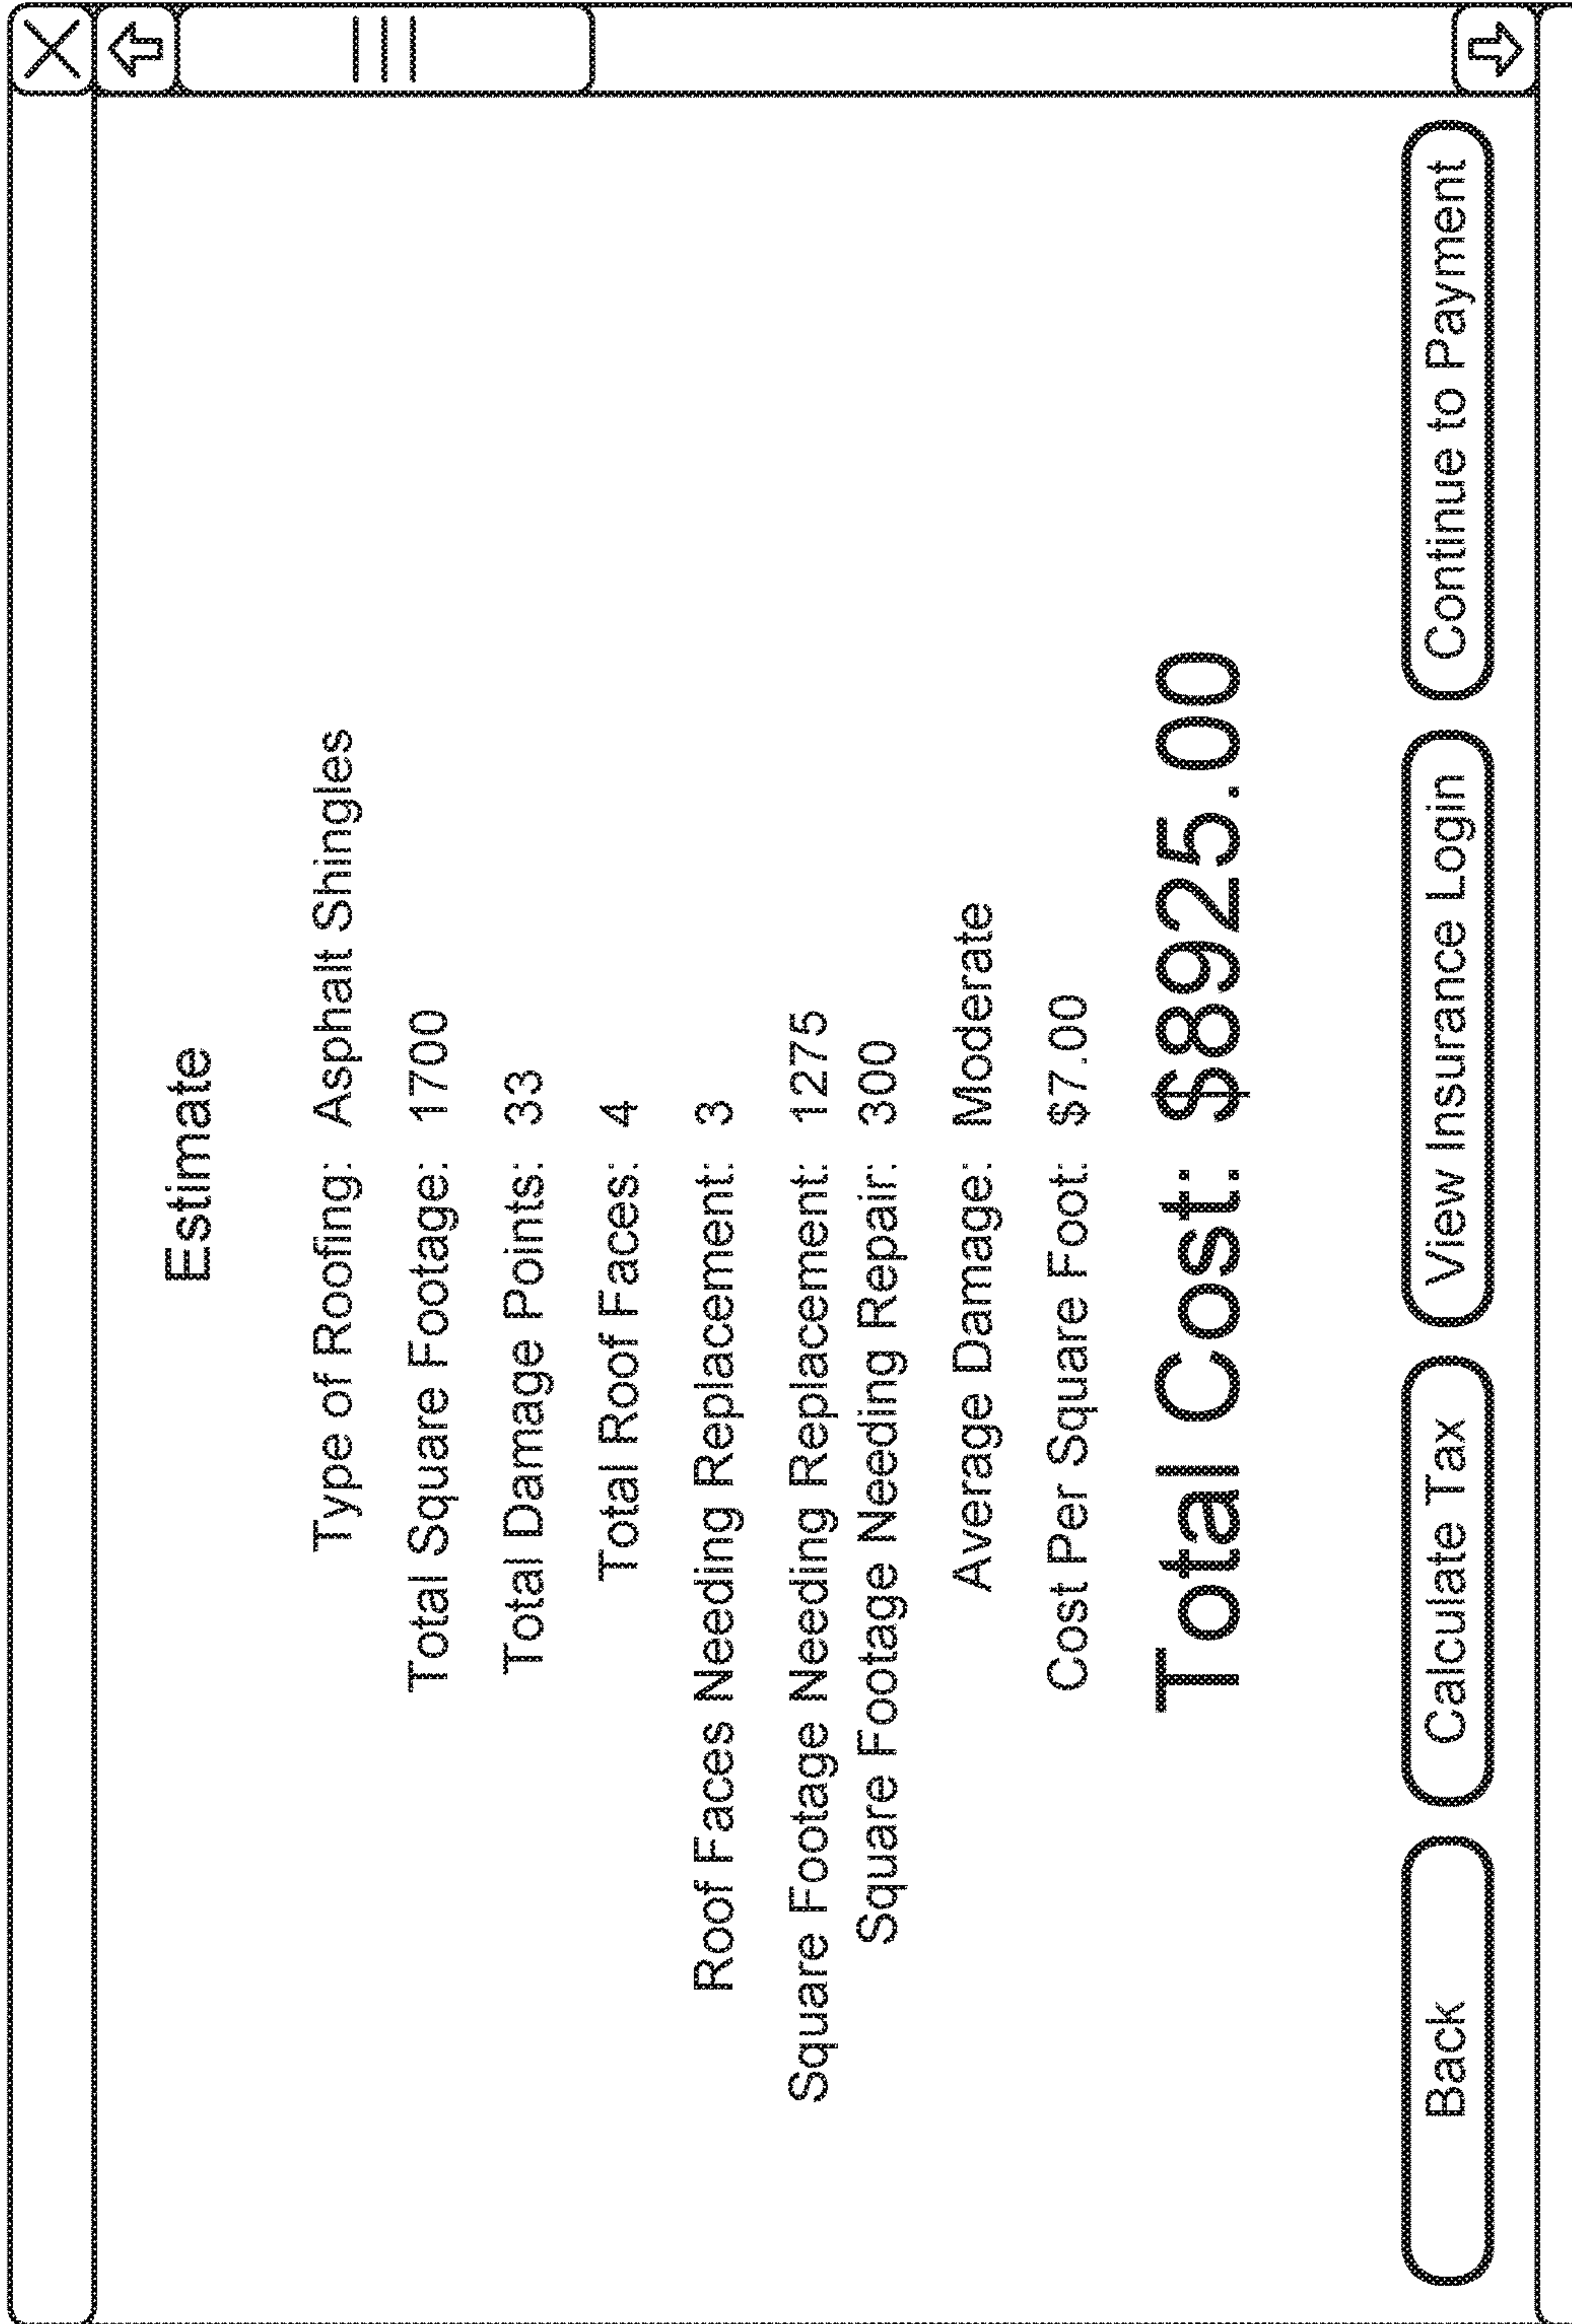 Estimate
Type of Roofing: Asphalt Shingles
Total Square Footage: 1700
Total Damage Points: 33
Total Roof Faces: 4
Roof Faces Needing Replacement: 3
Square Footage Needing Replacement: 1275
Square Footage Needing Repair: 300
Average Damage: Moderate
Cost Per Square Foot: $7.00
Total Cost: $8925.00
Back Calculate Tax View Insurance Login Continue to Payment